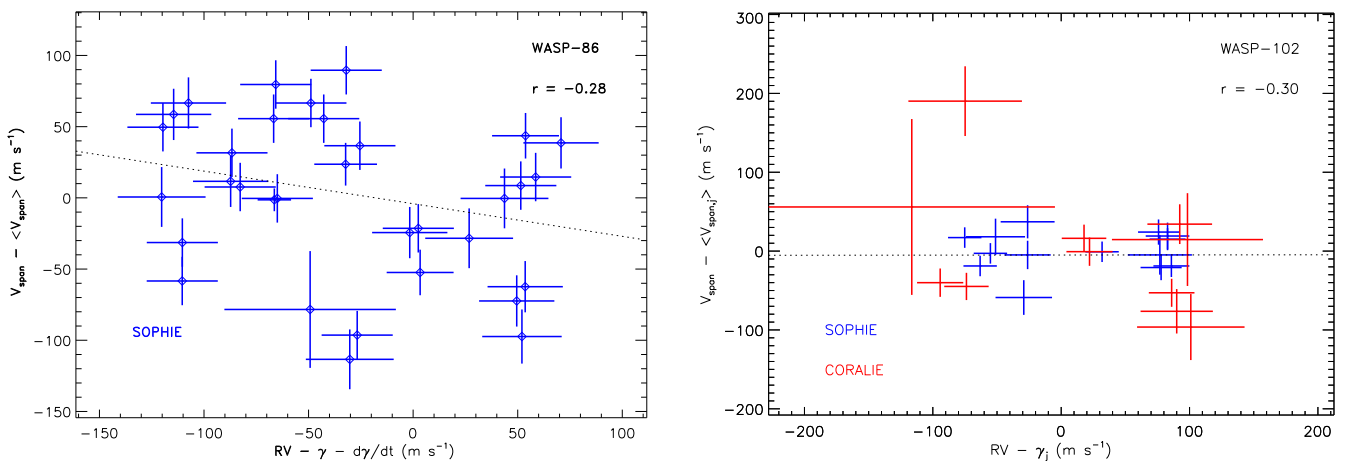 WASP-86
r = -0.28
SOPHIE
100
50
0
-50
-100
-150
-150
-100
-50
0
50
100
V_span - <V_span> (m s⁻¹)
RV - γ - dγ/dt (m s⁻¹)
WASP-102
r = -0.30
SOPHIE
CORALIE
300
200
100
0
-100
-200
-200
-100
0
100
200
V_span - <V_span,j> (m s⁻¹)
RV - γ_j (m s⁻¹)